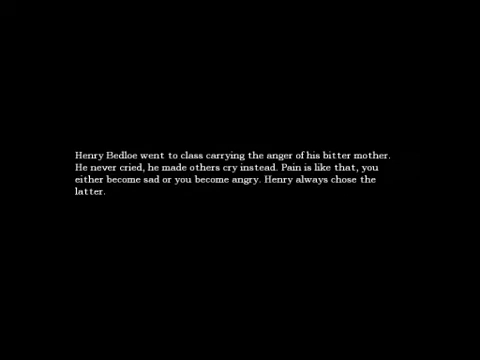 Henry Bedloe went to class carrying the anger of his bitter mother.
He never cried, he made others cry instead. Pain is like that, you
either become sad or you become angry. Henry always chose the
latter.